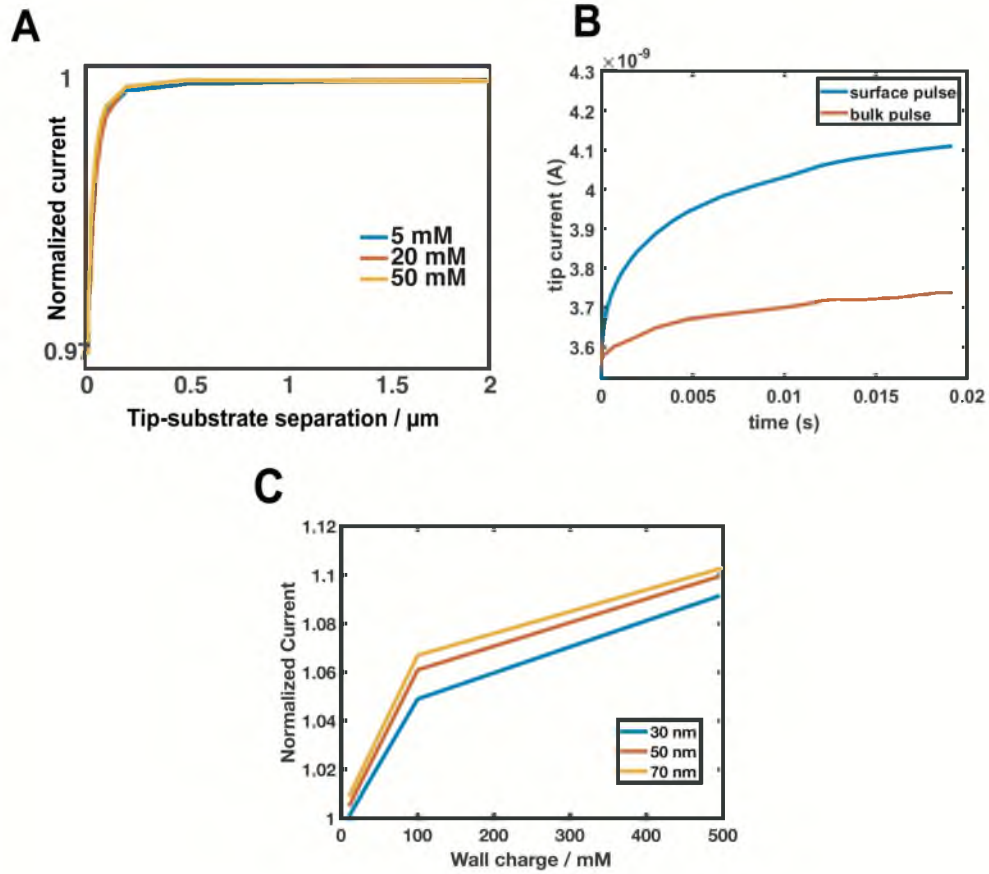 A
1
0.97
Normalized current
5 mM
20 mM
50 mM
0 0.5 1 1.5 2
Tip-substrate separation / µm
B
×10⁻⁹
4.3
4.2
4.1
4
3.9
3.8
3.7
3.6
tip current (A)
surface pulse
bulk pulse
0 0.005 0.01 0.015 0.02
time (s)
C
1.12
1.1
1.08
1.06
1.04
1.02
1
Normalized Current
30 nm
50 nm
70 nm
0 100 200 300 400 500
Wall charge / mM